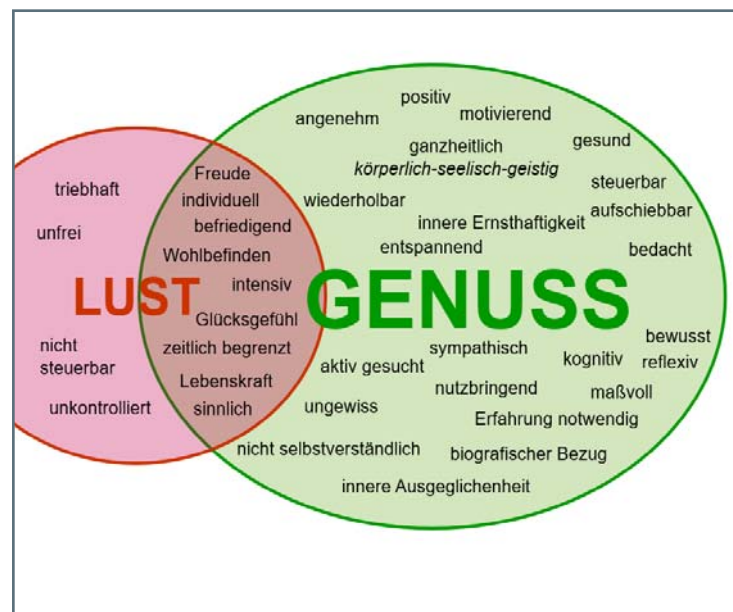 LUST
triebhaft
unfrei
nicht
steuerbar
unkontrolliert
Freude
individuell
befriedigend
Wohlbefinden
intensiv
Glücksgefühl
zeitlich begrenzt
Lebenskraft
sinnlich
GENUSS
positiv
angenehm
motivierend
ganzheitlich
körperlich-seelisch-geistig
gesund
steuerbar
wiederholbar
aufschiebbar
innere Ernsthaftigkeit
entspannend
bedacht
bewusst
sympathisch
kognitiv
reflexiv
aktiv gesucht
nutzbringend
maßvoll
ungewiss
Erfahrung notwendig
nicht selbstverständlich
biografischer Bezug
innere Ausgeglichenheit